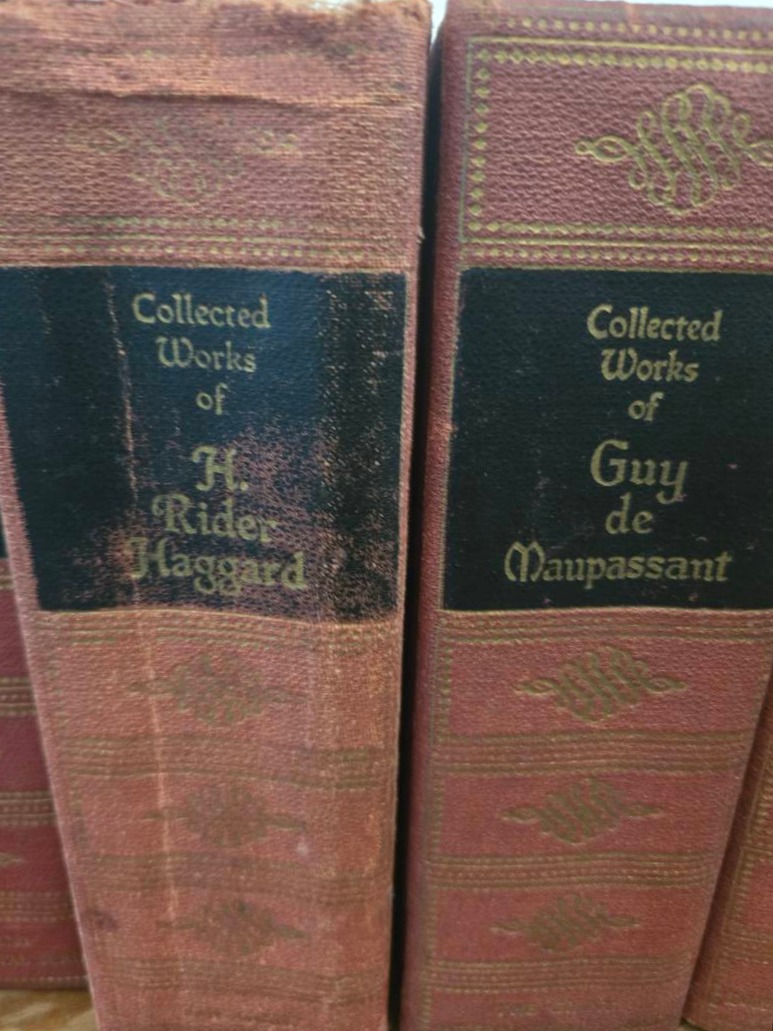 Collected
Works
of
H.
Rider
Haggard
Collected
Works
of
Guy
de
Maupassant